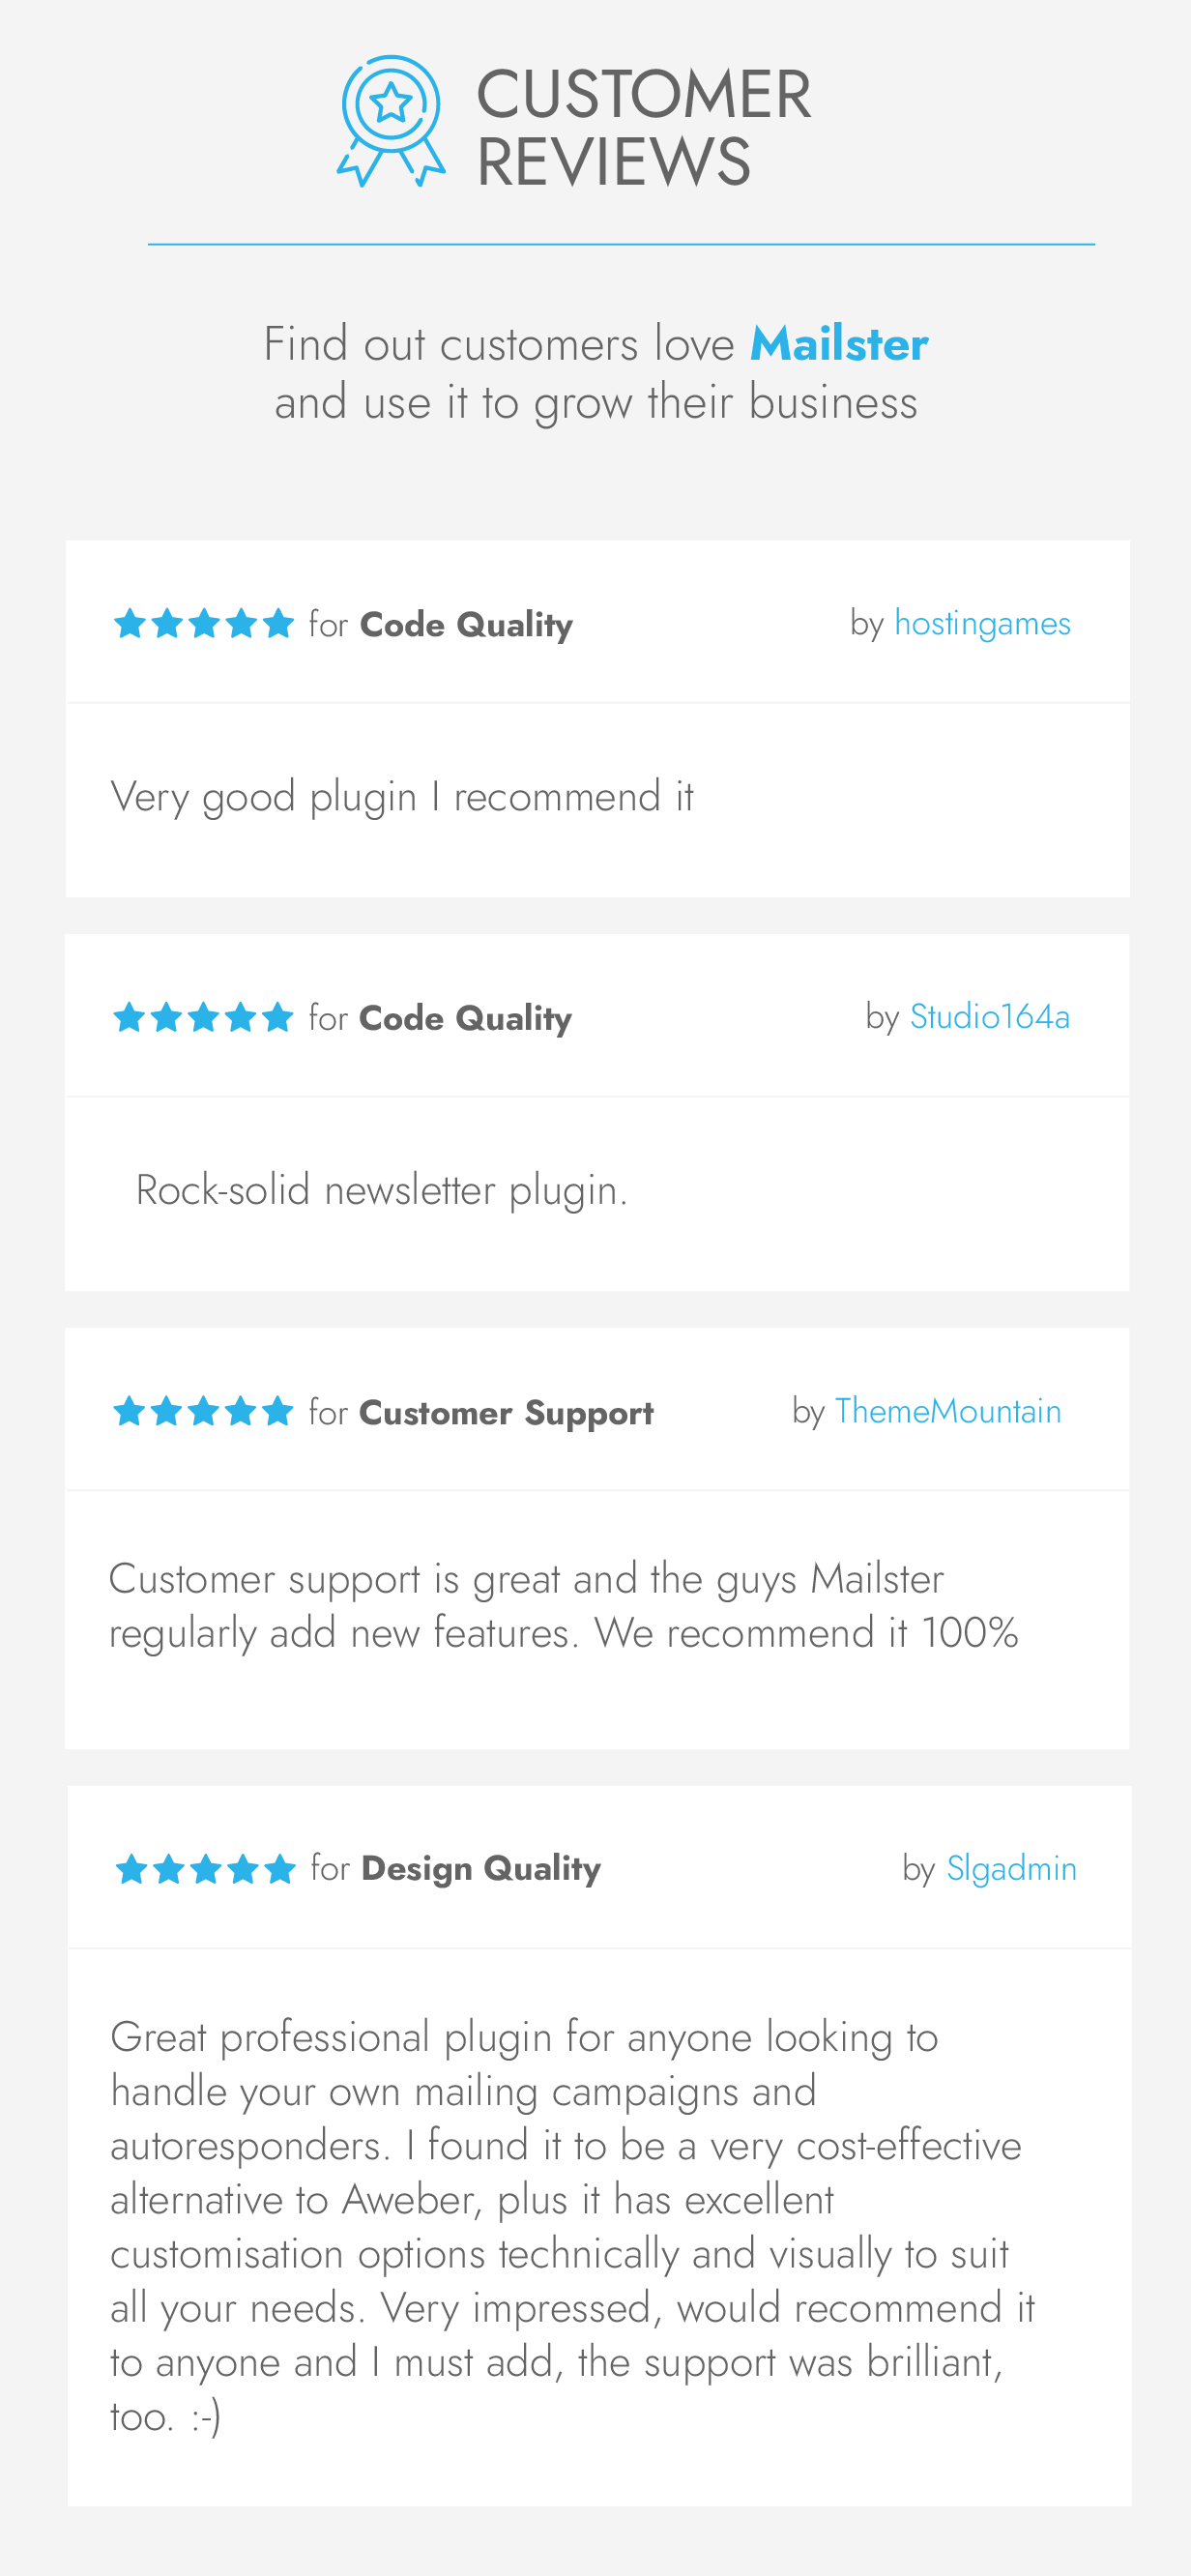 CUSTOMER
REVIEWS
Find out customers love Mailster
and use it to grow their business
for Code Quality by hostingames
Very good plugin I recommend it
for Code Quality by Studio164a
Rock-solid newsletter plugin.
for Customer Support by ThemeMountain
Customer support is great and the guys Mailster
regularly add new features. We recommend it 100%
for Design Quality by Slgadmin
Great professional plugin for anyone looking to
handle your own mailing campaigns and
autoresponders. I found it to be a very cost-effective
alternative to Aweber, plus it has excellent
customisation options technically and visually to suit
all your needs. Very impressed, would recommend it
to anyone and I must add, the support was brilliant,
too. :-)